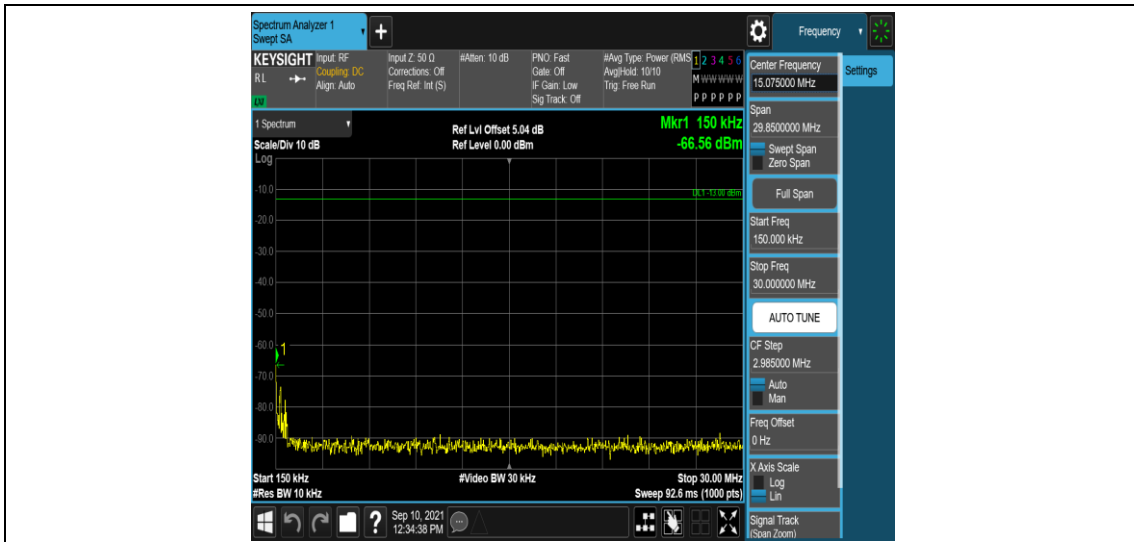 Spectrum Analyzer 1
Swept SA
+
Frequency
KEYSIGHT
RL
LXI
Input: RF
Coupling: DC
Align: Auto
Input Z: 50 Ω
Corrections: Off
Freq Ref: Int (S)
#Atten: 10 dB
PNO: Fast
Gate: Off
IF Gain: Low
Sig Track: Off
#Avg Type: Power (RMS
Avg|Hold: 10/10
Trig: Free Run
1 2 3 4 5 6
M W W W W W
P P P P P P
Center Frequency
15.075000 MHz
Settings
Span
29.8500000 MHz
Swept Span
Zero Span
Full Span
Start Freq
150.000 kHz
Stop Freq
30.000000 MHz
AUTO TUNE
CF Step
2.985000 MHz
Auto
Man
Freq Offset
0 Hz
X Axis Scale
Log
Lin
Signal Track
(Span Zoom)
1 Spectrum
Scale/Div 10 dB
Log
Ref Lvl Offset 5.04 dB
Ref Level 0.00 dBm
Mkr1 150 kHz
-66.56 dBm
DL1 -13.00 dBm
-10.0
-20.0
-30.0
-40.0
-50.0
-60.0
1
-70.0
-80.0
-90.0
Start 150 kHz
#Video BW 30 kHz
Stop 30.00 MHz
#Res BW 10 kHz
Sweep 92.6 ms (1000 pts)
?
Sep 10, 2021
12:34:38 PM